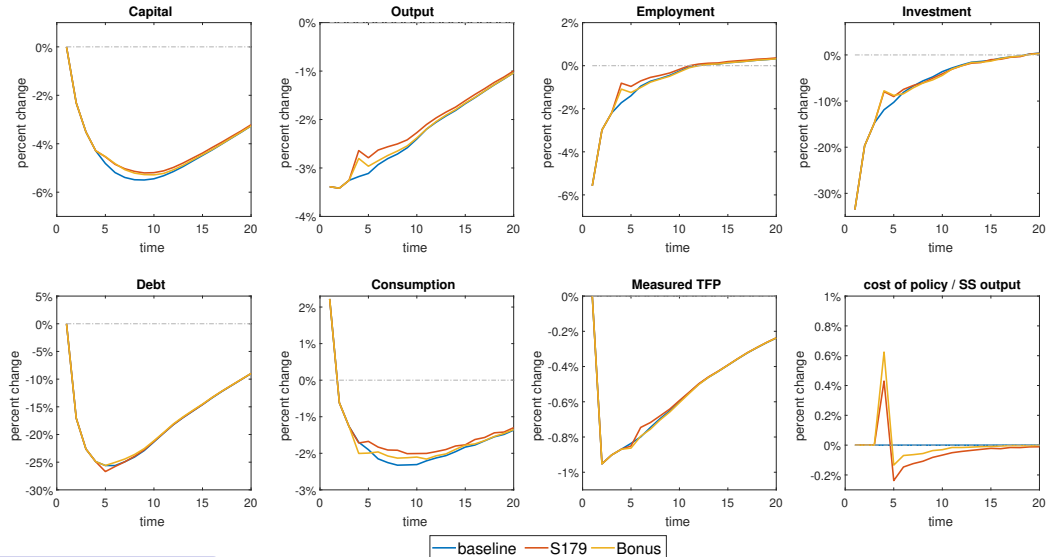 Capital
Output
Employment
Investment
percent change
0%
-2%
-4%
-6%
0 5 10 15 20
time
percent change
0%
-1%
-2%
-3%
-4%
0 5 10 15 20
time
percent change
2%
0%
-2%
-4%
-6%
0 5 10 15 20
time
percent change
0%
-10%
-20%
-30%
0 5 10 15 20
time
Debt
Consumption
Measured TFP
cost of policy / SS output
percent change
5%
0%
-5%
-10%
-15%
-20%
-25%
-30%
0 5 10 15 20
time
percent change
2%
1%
0%
-1%
-2%
-3%
0 5 10 15 20
time
percent change
0%
-0.2%
-0.4%
-0.6%
-0.8%
-1%
0 5 10 15 20
time
percent change
1%
0.8%
0.6%
0.4%
0.2%
0%
-0.2%
0 5 10 15 20
time
baseline S179 Bonus